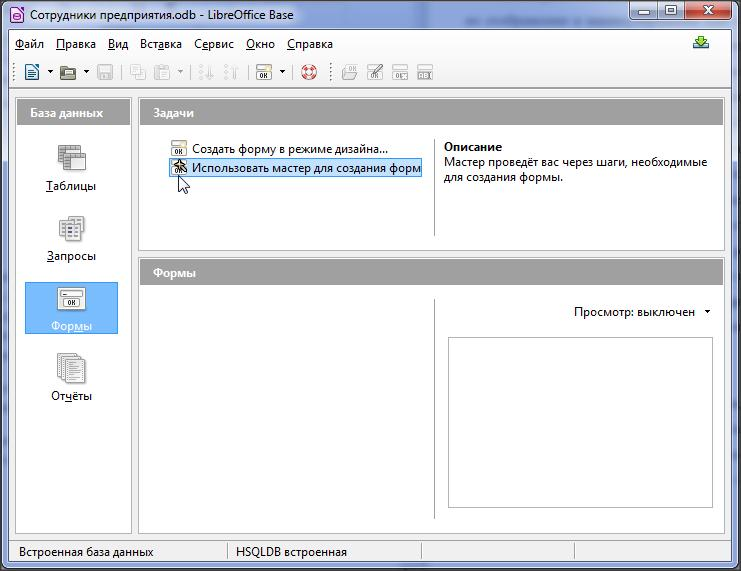 Сотрудники предприятия.odb - LibreOffice Base
Файл Правка Вид Вставка Сервис Окно Справка
База данных
Таблицы
Запросы
Формы
Отчёты
Задачи
Создать форму в режиме дизайна...
Использовать мастер для создания форм
Описание
Мастер проведёт вас через шаги, необходимые
для создания формы.
Формы
Просмотр: выключен
Встроенная база данных
HSQLDB встроенная